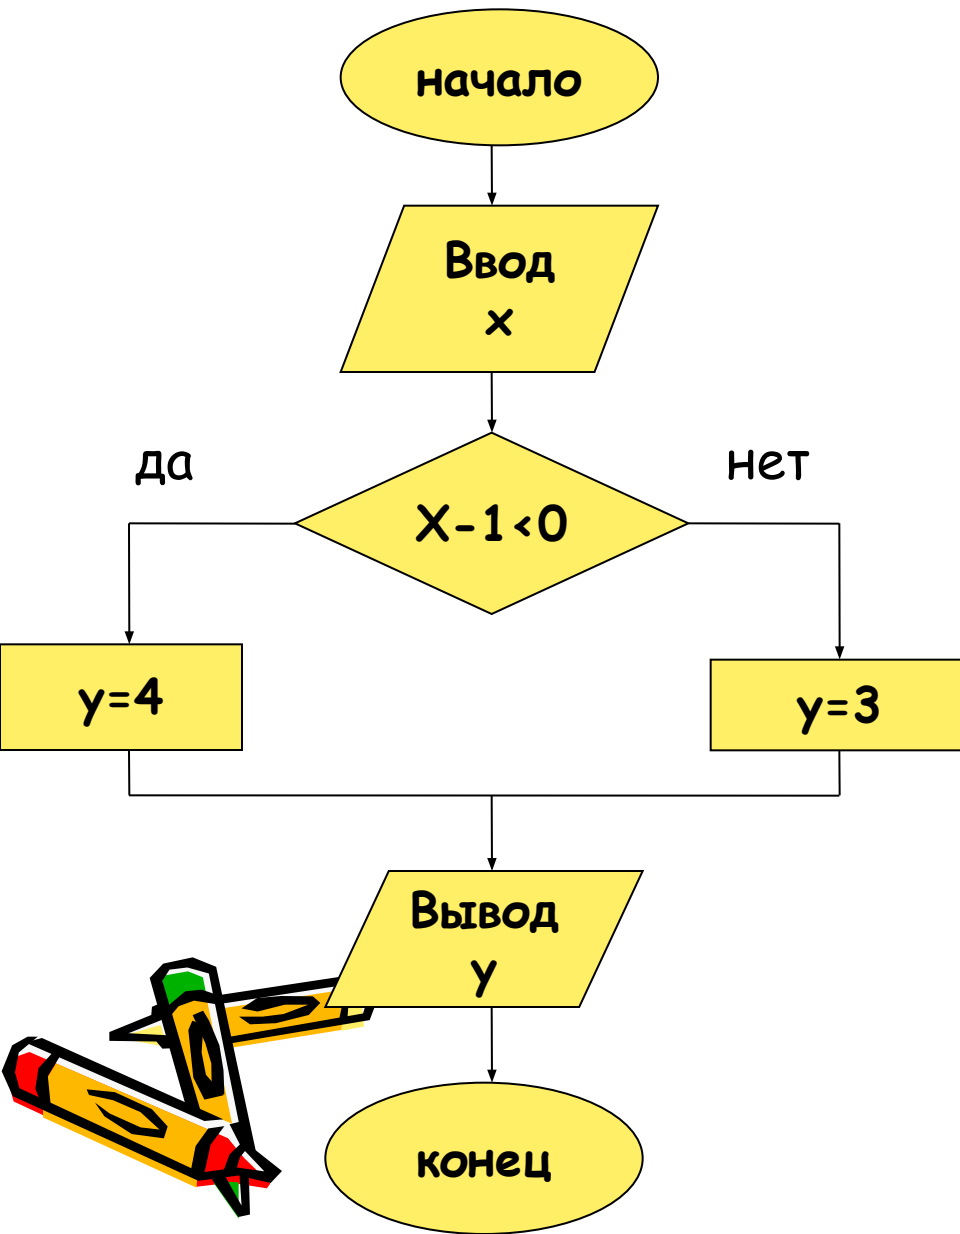 начало
Ввод
х
да
нет
X-1<0
у=4
у=3
Вывод
у
конец